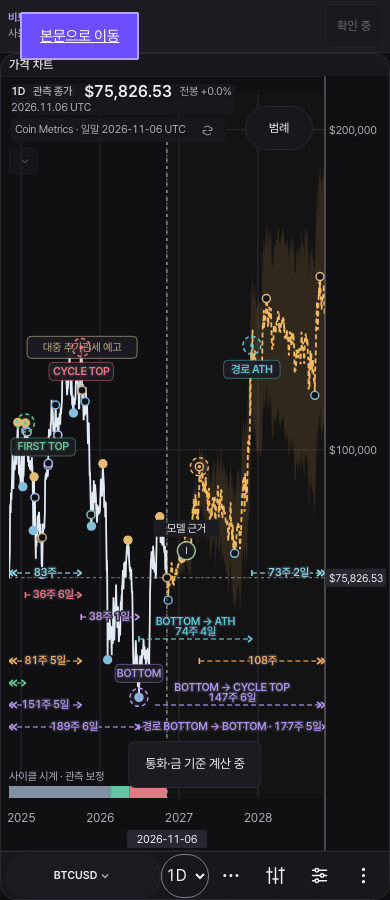 본문으로 이동
확인 중
가격 차트
1D 관측 종가 $75,826.53 전봉 +0.0%
2026.11.06 UTC
Coin Metrics · 일말 2026-11-06 UTC
범례
$200,000
대중 추가관세 예고
CYCLE TOP
경로 ATH
FIRST TOP
$100,000
모델 근거
83주
73주 2일
$75,826.53
36주 6일
38주 1일
BOTTOM → ATH
74주 4일
81주 5일
108주
BOTTOM
BOTTOM → CYCLE TOP
147주 6일
151주 5일
189주 6일
경로 BOTTOM → BOTTOM · 177주 5일
통화·금 기준 계산 중
사이클 시계 · 관측 보정
2025 2026 2027 2028
2026-11-06
BTCUSD
1D